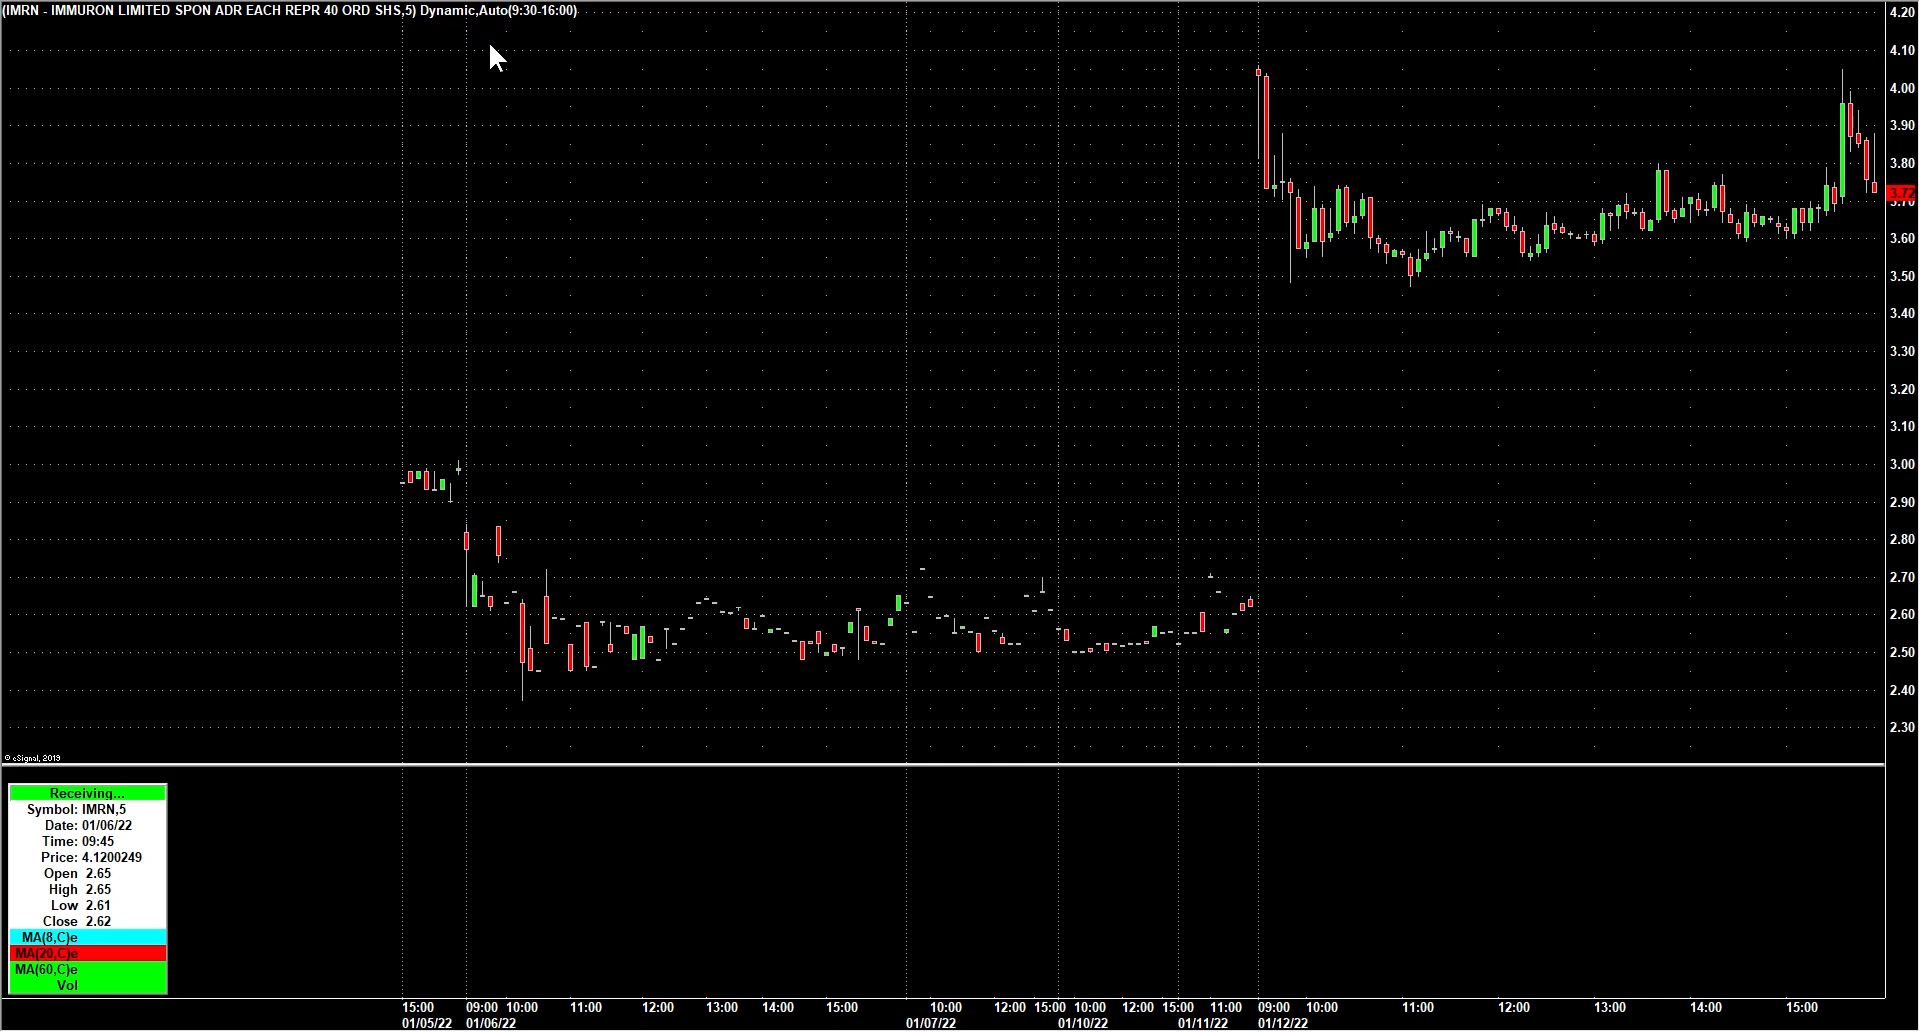 (IMRN - IMMURON LIMITED SPON ADR EACH REPR 40 ORD SHS,5) Dynamic,Auto(9:30-16:00)
4.20
4.10
4.00
3.90
3.80
3.72
3.70
3.60
3.50
3.40
3.30
3.20
3.10
3.00
2.90
2.80
2.70
2.60
2.50
2.40
2.30
© eSignal, 2019
Receiving...
Symbol: IMRN,5
Date: 01/06/22
Time: 09:45
Price: 4.1200249
Open 2.65
High 2.65
Low 2.61
Close 2.62
MA(8,C)e
MA(20,C)e
MA(60,C)e
Vol
15:00 09:00 10:00 11:00 12:00 13:00 14:00 15:00 10:00 12:00 15:00 10:00 12:00 15:00 11:00 09:00 10:00 11:00 12:00 13:00 14:00 15:00
01/05/22 01/06/22 01/07/22 01/10/22 01/11/22 01/12/22